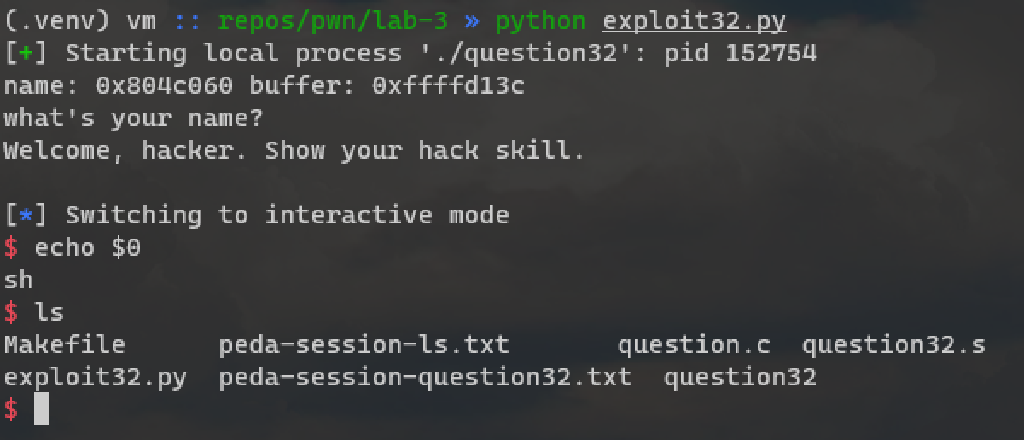 (.venv) vm :: repos/pwn/lab-3 » python exploit32.py
[+] Starting local process './question32': pid 152754
name: 0x804c060 buffer: 0xffffd13c
what's your name?
Welcome, hacker. Show your hack skill.
[*] Switching to interactive mode
$ echo $0
sh
$ ls
Makefile peda-session-ls.txt question.c question32.s
exploit32.py peda-session-question32.txt question32
$